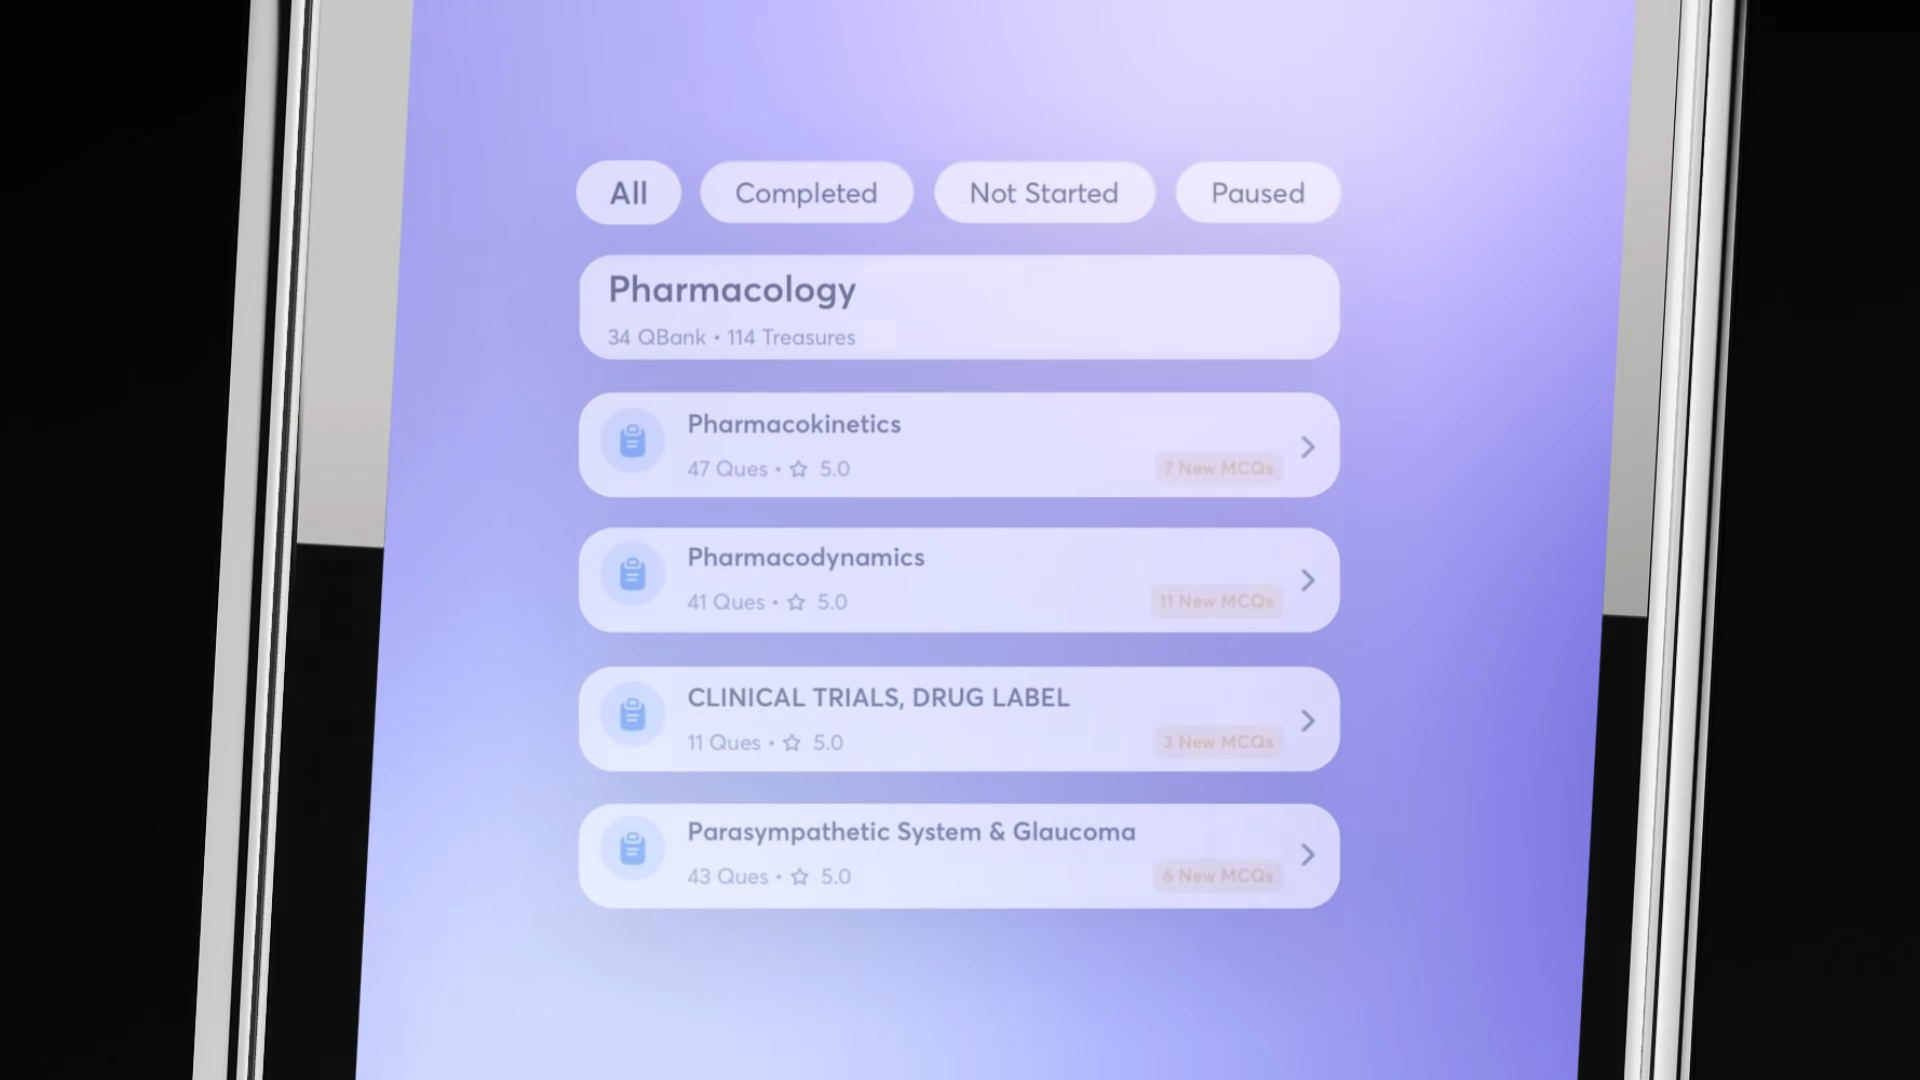 All Completed Not Started Paused
Pharmacology
34 QBank • 114 Treasures
Pharmacokinetics
47 Ques • 5.0 7 New MCQs
Pharmacodynamics
41 Ques • 5.0 11 New MCQs
CLINICAL TRIALS, DRUG LABEL
11 Ques • 5.0 3 New MCQs
Parasympathetic System & Glaucoma
43 Ques • 5.0 6 New MCQs